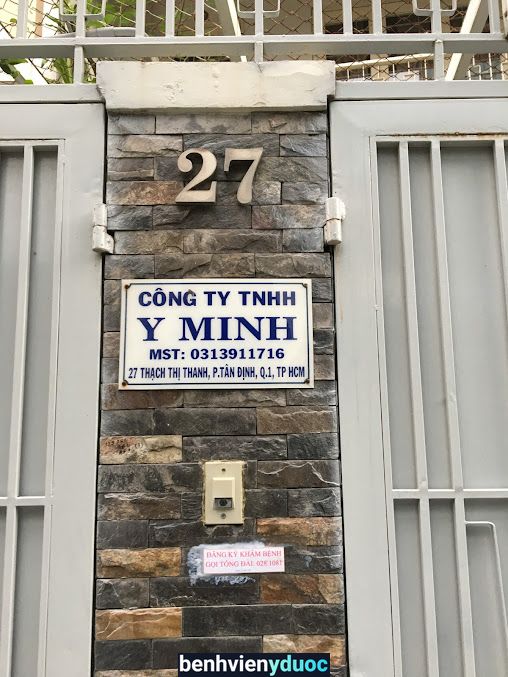 27
CÔNG TY TNHH
Y MINH
MST: 0313911716
27 THẠCH THỊ THANH, P.TÂN ĐỊNH, Q.1, TP HCM
ĐĂNG KÝ KHÁM BỆNH
GỌI TỔNG ĐÀI: 028 1081
benhvienyduoc